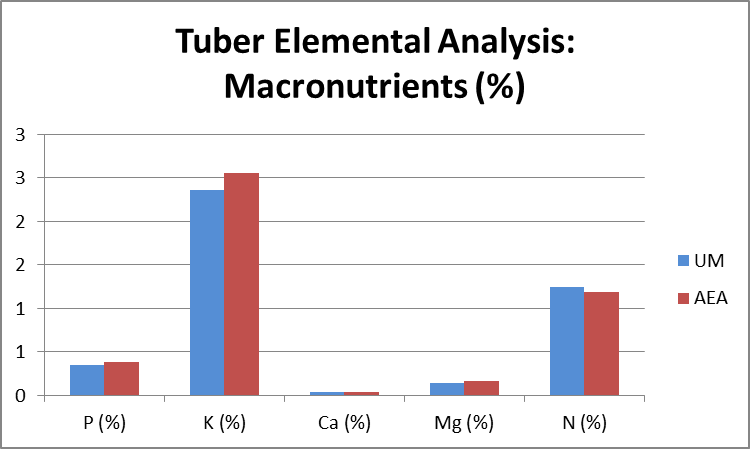 Tuber Elemental Analysis:
Macronutrients (%)
3
3
2
2
1
1
0
P (%) K (%) Ca (%) Mg (%) N (%)
UM
AEA